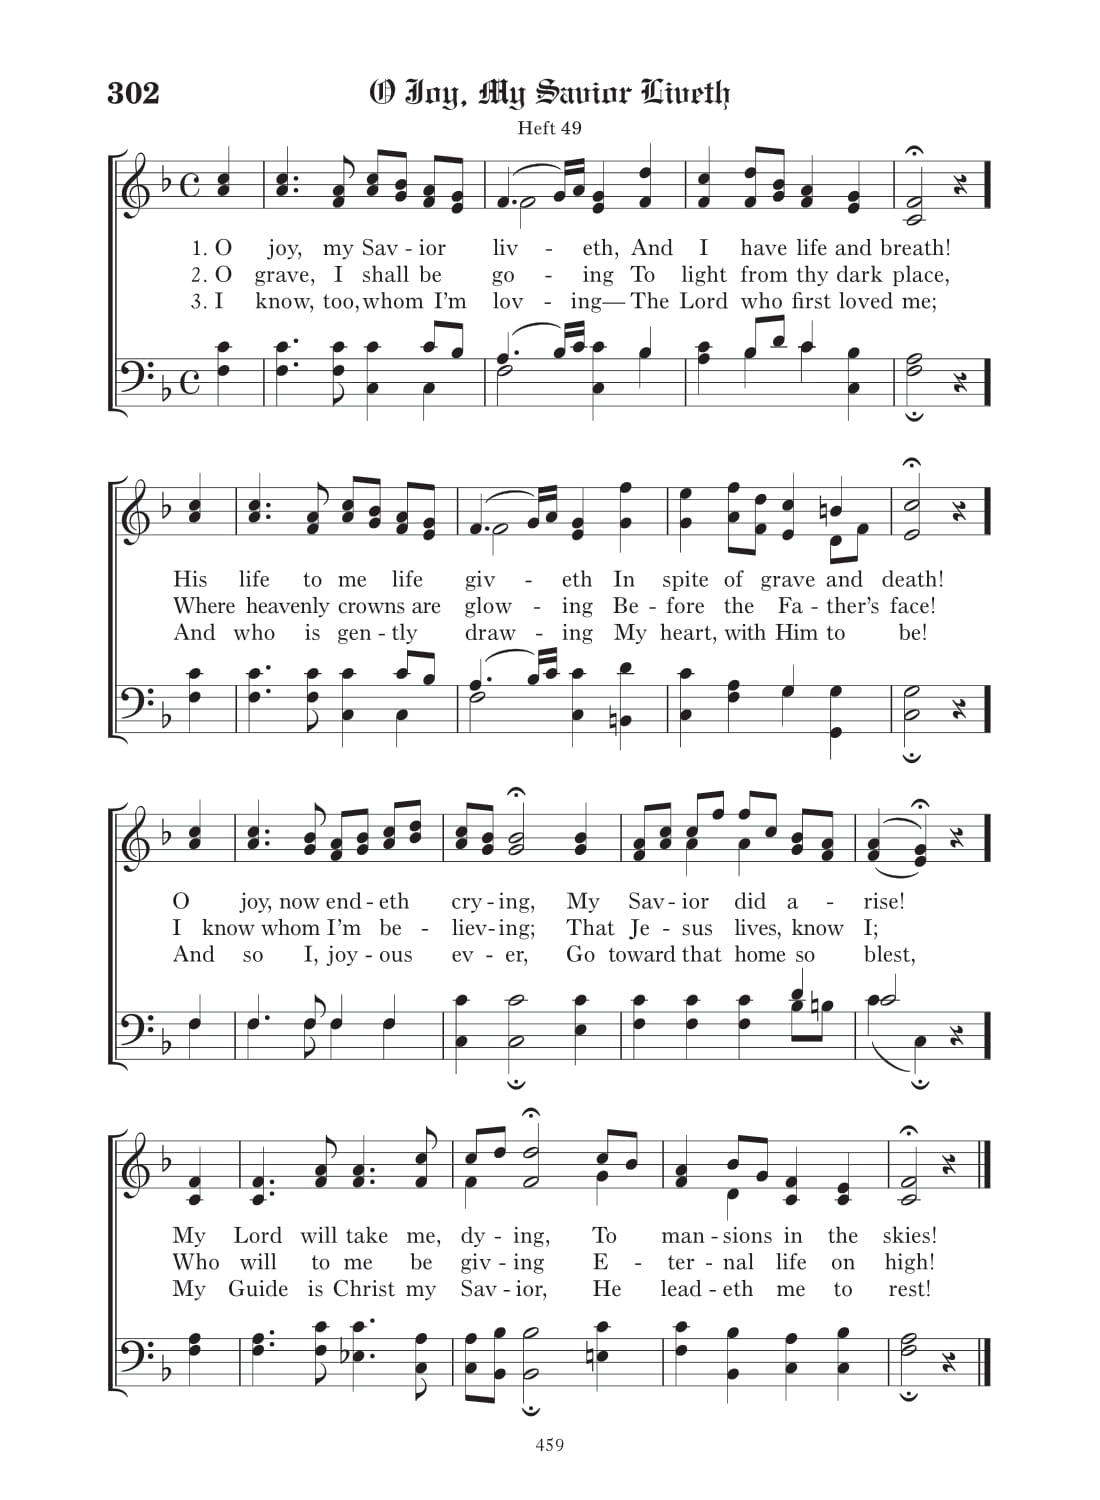 302
O Joy, My Savior Liveth
Heft 49
1. O joy, my Sav - ior liv - eth, And I have life and breath!
2. O grave, I shall be go - ing To light from thy dark place,
3. I know, too, whom I'm lov - ing— The Lord who first loved me;
His life to me life giv - eth In spite of grave and death!
Where heavenly crowns are glow - ing Be - fore the Fa - ther's face!
And who is gen - tly draw - ing My heart, with Him to be!
O joy, now end - eth cry - ing, My Sav - ior did a - rise!
I know whom I'm be - liev - ing; That Je - sus lives, know I;
And so I, joy - ous ev - er, Go toward that home so blest,
My Lord will take me, dy - ing, To man - sions in the skies!
Who will to me be giv - ing E - ter - nal life on high!
My Guide is Christ my Sav - ior, He lead - eth me to rest!
459